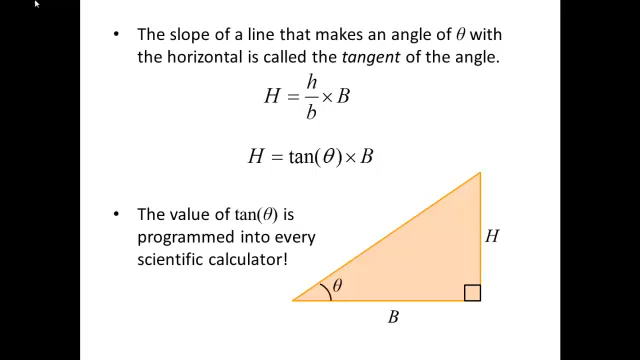 • The slope of a line that makes an angle of θ with
the horizontal is called the tangent of the angle.
H = h/b × B
H = tan(θ) × B
• The value of tan(θ) is
programmed into every
scientific calculator!
H
θ
B